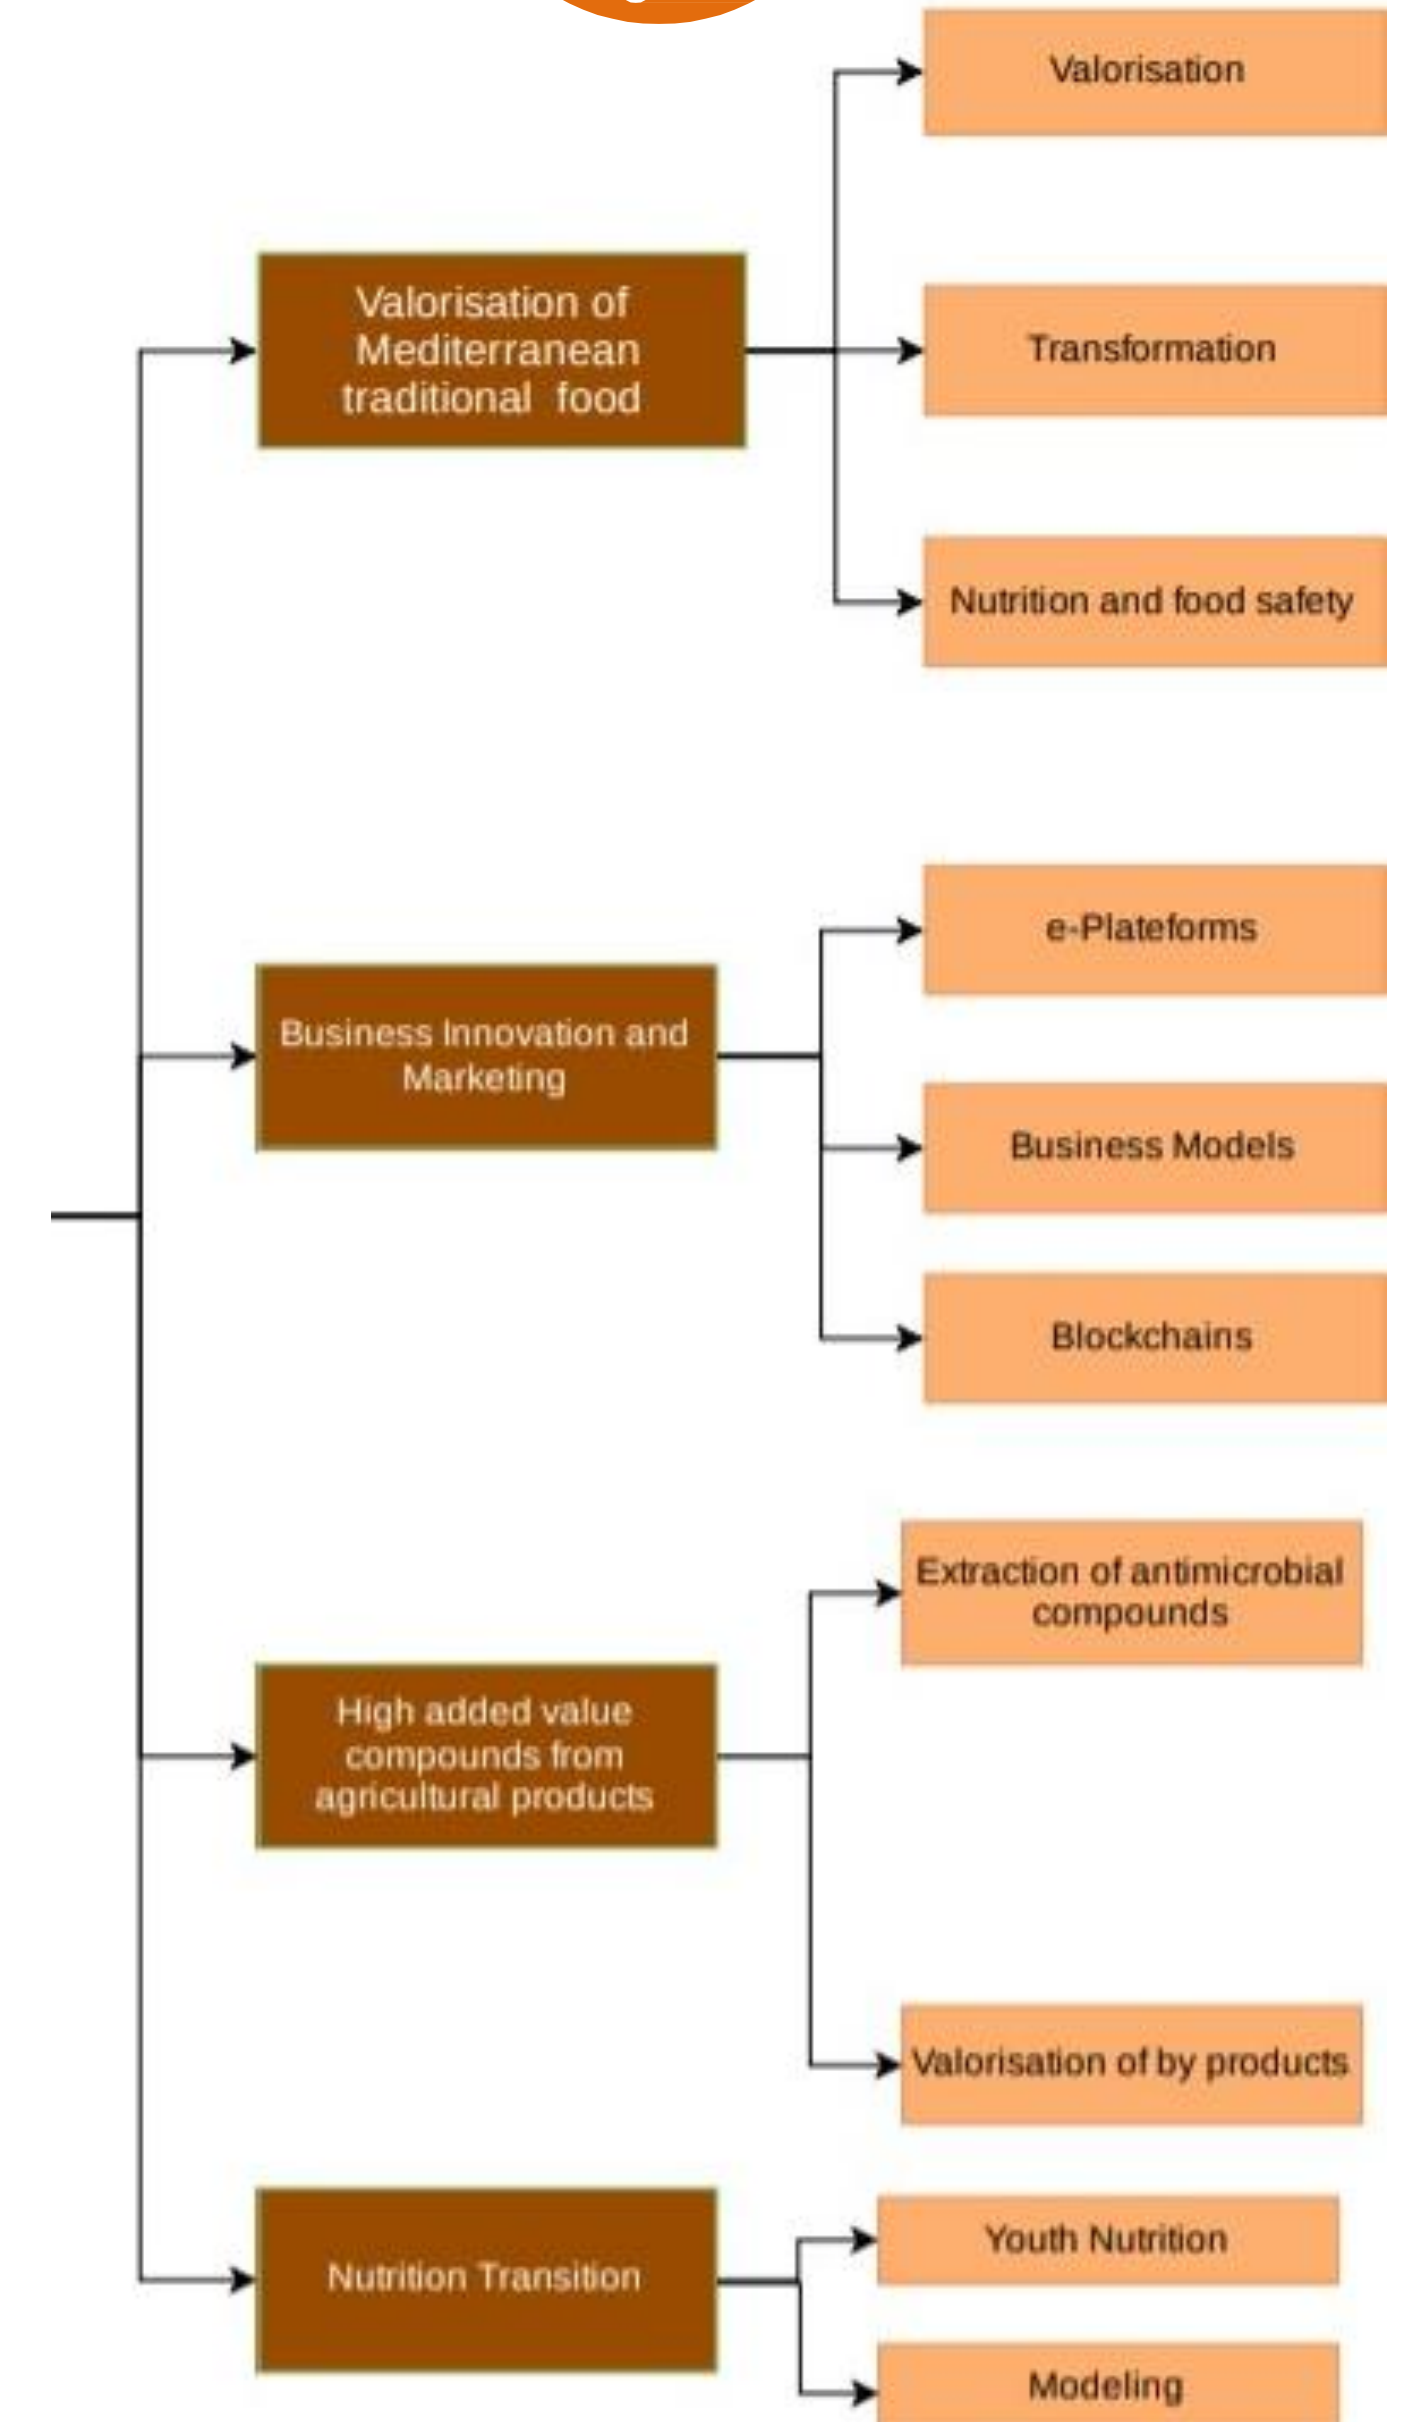 Valorisation
Valorisation of
Mediterranean
traditional food
Transformation
Nutrition and food safety
e-Plateforms
Business Innovation and
Marketing
Business Models
Blockchains
Extraction of antimicrobial
compounds
High added value
compounds from
agricultural products
Valorisation of by products
Youth Nutrition
Nutrition Transition
Modeling